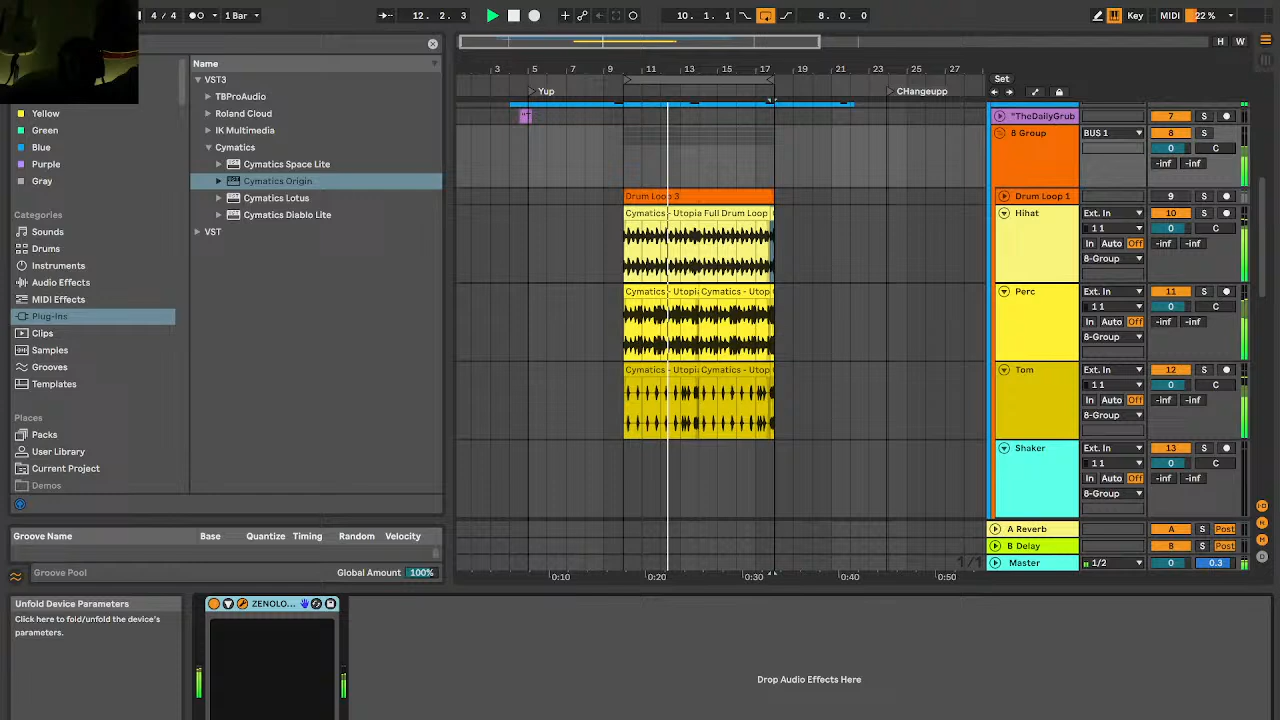 4 / 4
1 Bar
12. 2. 3
10. 1. 1
8. 0. 0
Key
MIDI
22 %
H W
Name
VST3
TBProAudio
Roland Cloud
IK Multimedia
Cymatics
Cymatics Space Lite
Cymatics Origin
Cymatics Lotus
Cymatics Diablo Lite
VST
Yellow
Green
Blue
Purple
Gray
Categories
Sounds
Drums
Instruments
Audio Effects
MIDI Effects
Plug-Ins
Clips
Samples
Grooves
Templates
Places
Packs
User Library
Current Project
Demos
3 5 7 9 11 13 15 17 19 21 23 25 27
Yup
CHangeupp
Set
"TheDailyGrub 7 S
8 Group BUS 1 8 S
0 C
-inf -inf
Drum Loop 3
Drum Loop 1 9 S
Cymatics - Utopia Full Drum Loop
Hihat Ext. In 10 S
1 1 0 C
In Auto Off -inf -inf
8-Group
Cymatics - Utopi Cymatics - Utop
Perc Ext. In 11 S
1 1 0 C
In Auto Off -inf -inf
8-Group
Cymatics - Utopi Cymatics - Utop
Tom Ext. In 12 S
1 1 0 C
In Auto Off -inf -inf
8-Group
Shaker Ext. In 13 S
1 1 0 C
In Auto Off -inf -inf
8-Group
A Reverb A S Post
B Delay B S Post
Master 1/2 0 0.3
1/1
0:10 0:20 0:30 0:40 0:50
Groove Name Base Quantize Timing Random Velocity
Groove Pool Global Amount 100%
Unfold Device Parameters
Click here to fold/unfold the device's
parameters.
ZENOLO...
Drop Audio Effects Here